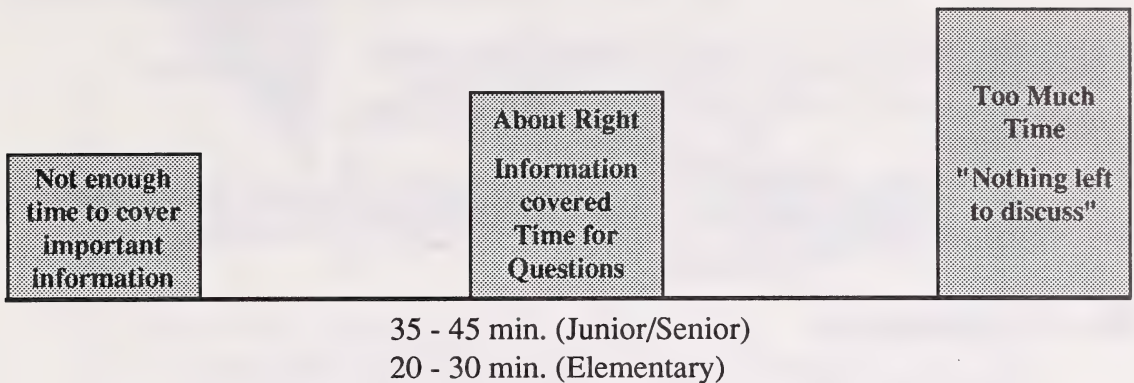 Not enough
time to cover
important
information
About Right
Information
covered
Time for
Questions
Too Much
Time
"Nothing left
to discuss"
35 - 45 min. (Junior/Senior)
20 - 30 min. (Elementary)